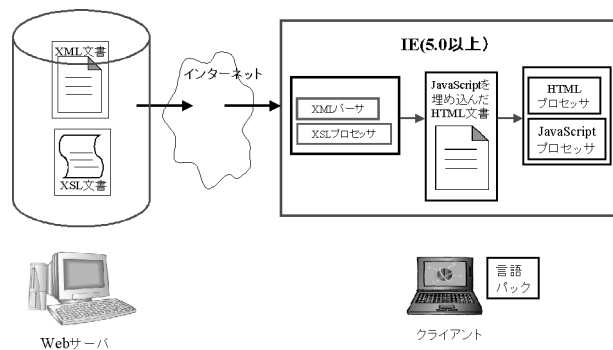 XML文書
XSL文書
インターネット
IE(5.0以上)
XMLパーサ
XSLプロセッサ
JavaScriptを
埋め込んだ
HTML文書
HTML
プロセッサ
JavaScript
プロセッサ
Webサーバ
クライアント
言語
パック